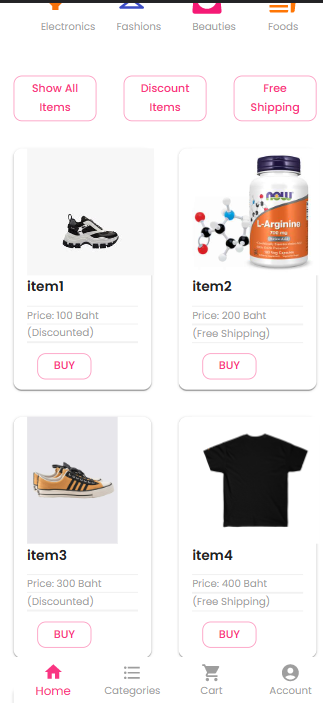 Electronics Fashions Beauties Foods
Show All Discount Free
Items Items Shipping
now
L-Arginine
item1 item2
Price: 100 Baht Price: 200 Baht
(Discounted) (Free Shipping)
BUY BUY
item3 item4
Price: 300 Baht Price: 400 Baht
(Discounted) (Free Shipping)
BUY BUY
Home Categories Cart Account